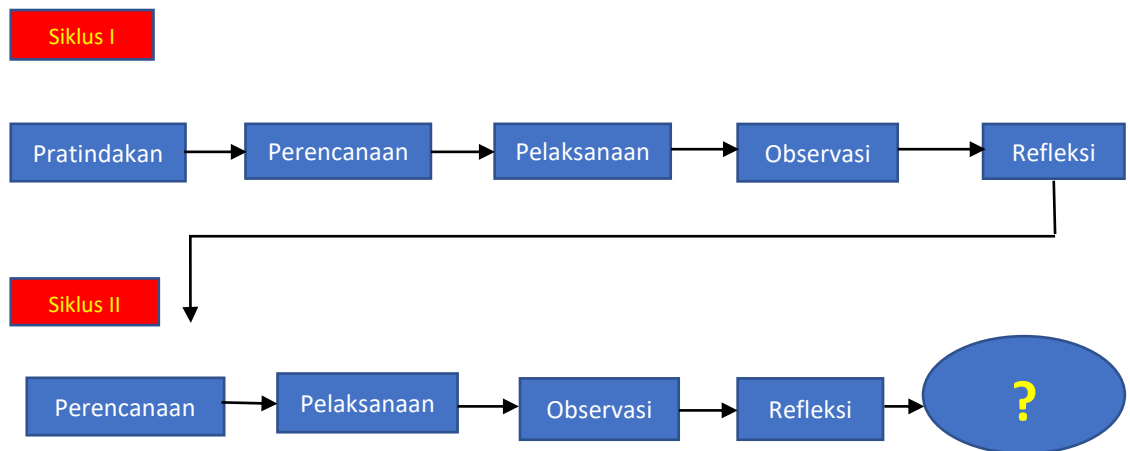 Siklus I
Pratindakan
Perencanaan
Pelaksanaan
Observasi
Refleksi
Siklus II
Perencanaan
Pelaksanaan
Observasi
Refleksi
?